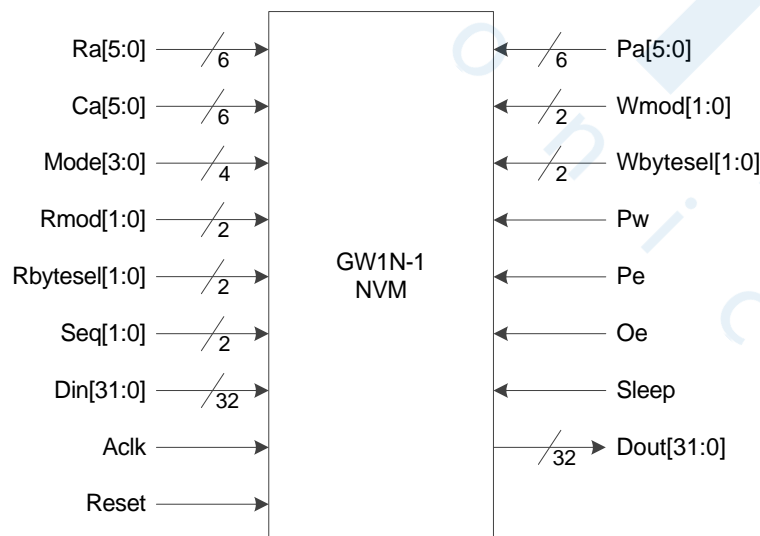 Ra[5:0]
6
Ca[5:0]
6
Mode[3:0]
4
Rmod[1:0]
2
Rbytesel[1:0]
2
Seq[1:0]
2
Din[31:0]
32
Aclk
Reset
GW1N-1
NVM
6
Pa[5:0]
2
Wmod[1:0]
2
Wbytesel[1:0]
Pw
Pe
Oe
Sleep
32
Dout[31:0]
o
n
i
c